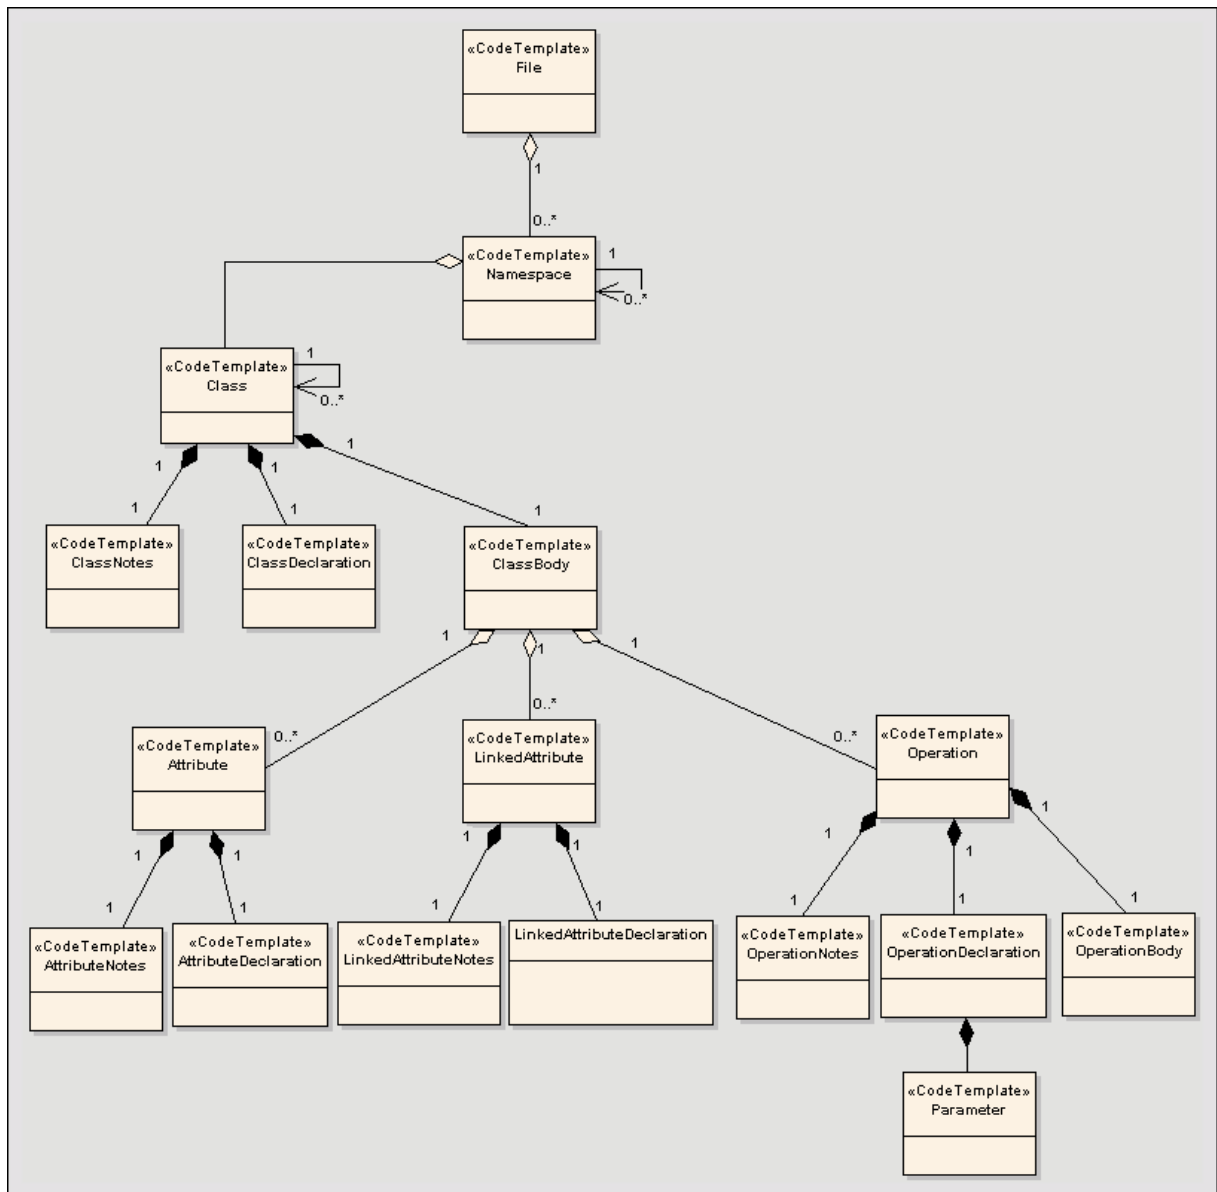 «CodeTemplate»
File
1
0..*
«CodeTemplate»
Namespace
1
0..*
«CodeTemplate»
Class
1
0..*
1
1
1
1
1
1
«CodeTemplate»
ClassNotes
«CodeTemplate»
ClassDeclaration
«CodeTemplate»
ClassBody
1
1
1
0..*
0..*
0..*
«CodeTemplate»
Attribute
«CodeTemplate»
LinkedAttribute
«CodeTemplate»
Operation
1
1
1
1
1
1
1
1
1
1
1
1
1
1
«CodeTemplate»
AttributeNotes
«CodeTemplate»
AttributeDeclaration
«CodeTemplate»
LinkedAttributeNotes
LinkedAttributeDeclaration
«CodeTemplate»
OperationNotes
«CodeTemplate»
OperationDeclaration
«CodeTemplate»
OperationBody
«CodeTemplate»
Parameter